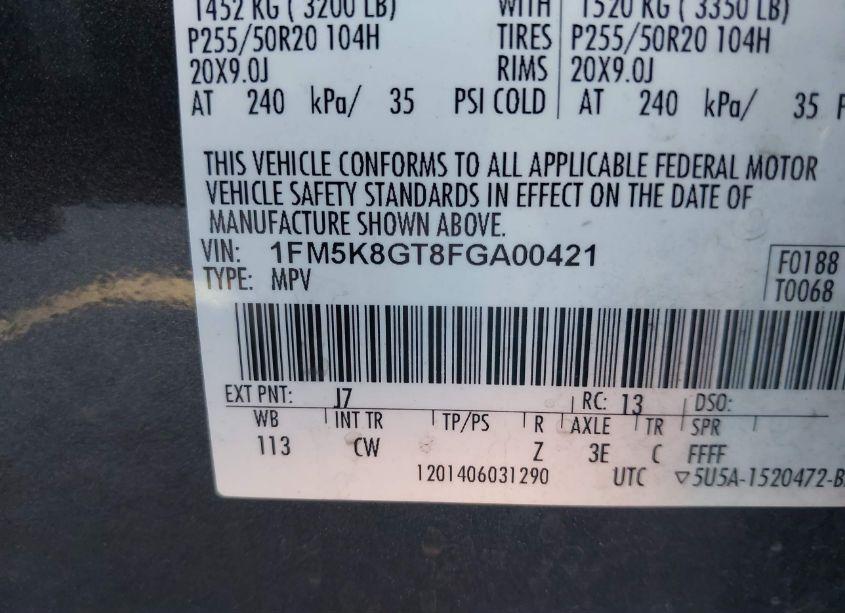 1452 KG ( 3200 LB) WITH 1520 KG ( 3350 LB)
P255/50R20 104H TIRES P255/50R20 104H
20X9.0J RIMS 20X9.0J
AT 240 kPa/ 35 PSI COLD AT 240 kPa/ 35
THIS VEHICLE CONFORMS TO ALL APPLICABLE FEDERAL MOTOR
VEHICLE SAFETY STANDARDS IN EFFECT ON THE DATE OF
MANUFACTURE SHOWN ABOVE.
VIN: 1FM5K8GT8FGA00421 F0188
TYPE: MPV T0068
EXT PNT: J7 RC: 13 DSO:
WB INT TR TP/PS R AXLE TR SPR
113 CW Z 3E C FFFF
1201406031290 UTC ▽5U5A-1520472-B